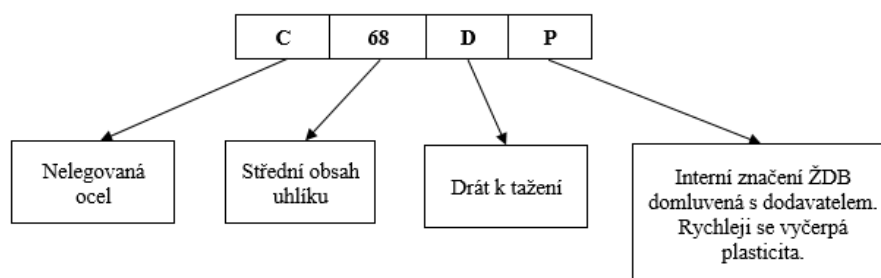 C 68 D P
Nelegovaná
ocel
Střední obsah
uhlíku
Drát k tažení
Interní značení ŽDB
domluvená s dodavatelem.
Rychleji se vyčerpá
plasticita.